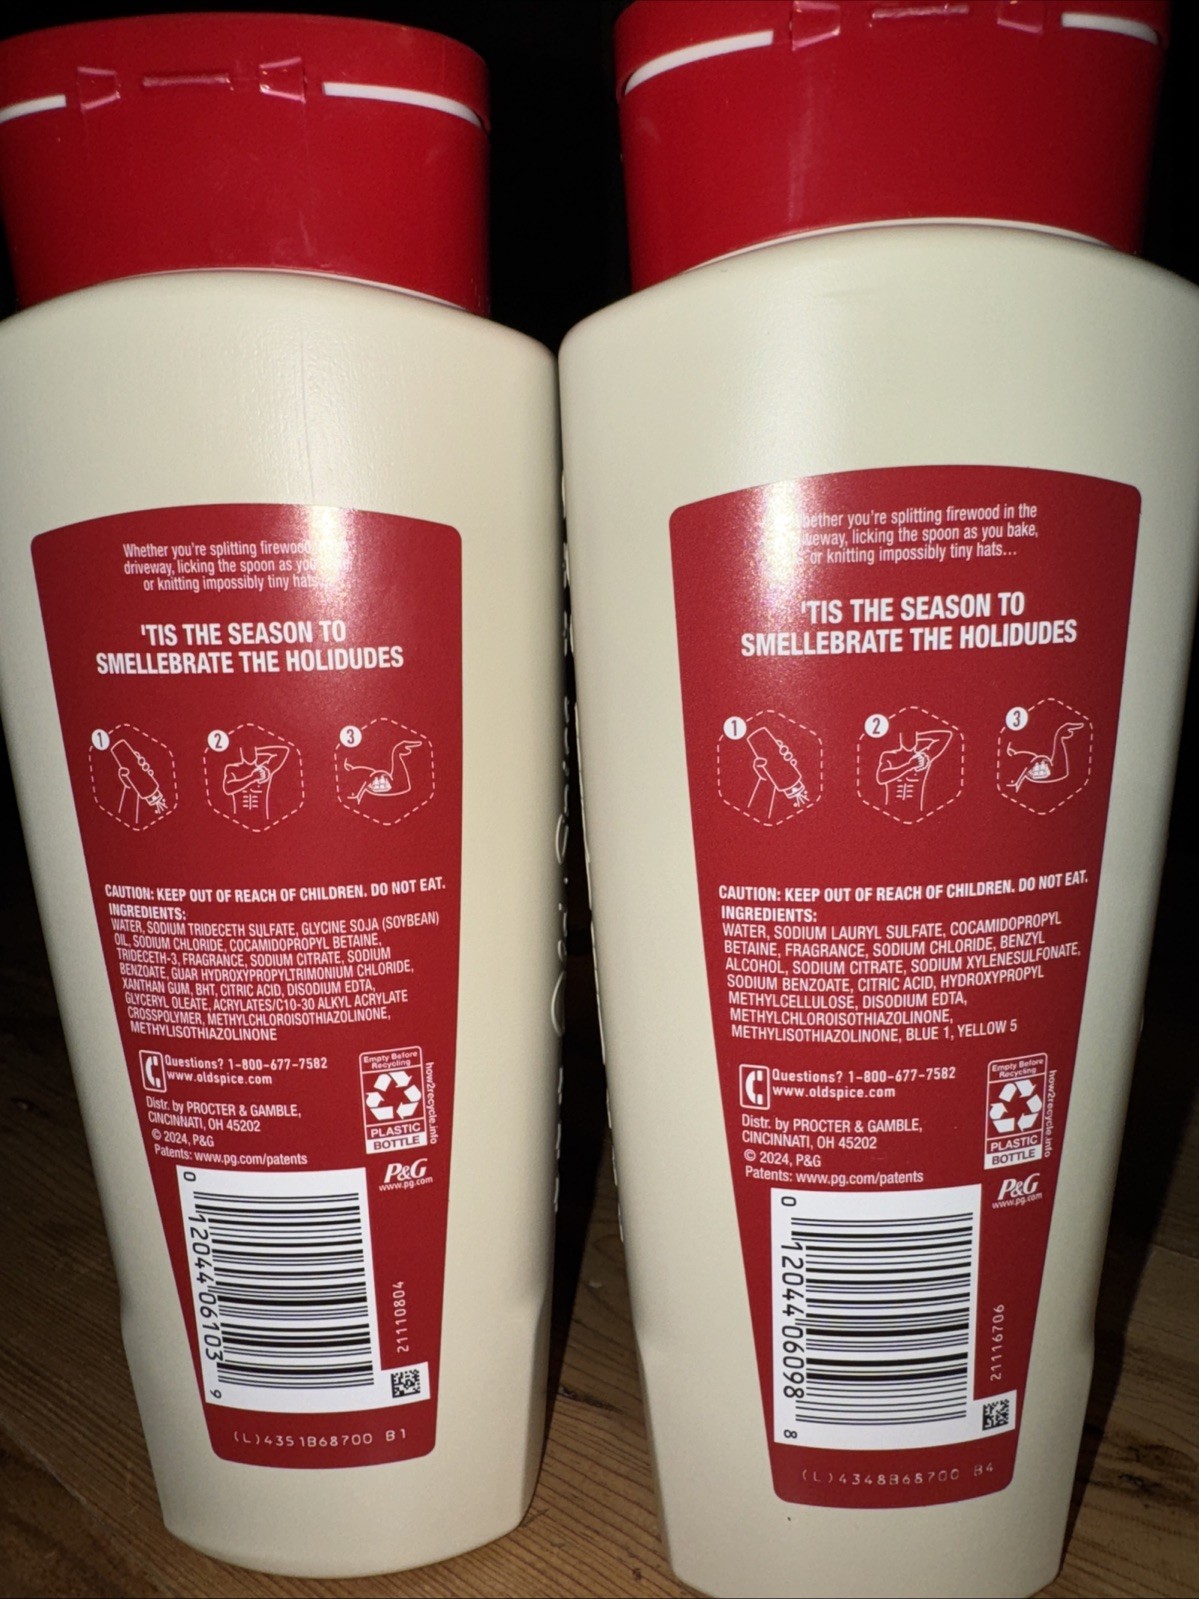 Whether you're splitting firewood
driveway, licking the spoon as you
or knitting impossibly tiny hats...
'TIS THE SEASON TO
SMELLEBRATE THE HOLIDUDES
1 2 3
CAUTION: KEEP OUT OF REACH OF CHILDREN. DO NOT EAT.
INGREDIENTS:
WATER, SODIUM TRIDECETH SULFATE, GLYCINE SOJA (SOYBEAN)
OIL, SODIUM CHLORIDE, COCAMIDOPROPYL BETAINE,
TRIDECETH-3, FRAGRANCE, SODIUM CITRATE, SODIUM
BENZOATE, GUAR HYDROXYPROPYLTRIMONIUM CHLORIDE,
XANTHAN GUM, BHT, CITRIC ACID, DISODIUM EDTA,
GLYCERYL OLEATE, ACRYLATES/C10-30 ALKYL ACRYLATE
CROSSPOLYMER, METHYLCHLOROISOTHIAZOLINONE,
METHYLISOTHIAZOLINONE
Questions? 1-800-677-7582
www.oldspice.com
Distr. by PROCTER & GAMBLE,
CINCINNATI, OH 45202
© 2024, P&G
Patents: www.pg.com/patents
Empty Before
Recycling
PLASTIC
BOTTLE
how2recycle.info
P&G
www.pg.com
0 12044 06103 9
21110804
(L)4351B68700 B1
splitting firewood in the
licking the spoon as you bake,
or knitting impossibly tiny hats...
'TIS THE SEASON TO
SMELLEBRATE THE HOLIDUDES
1 2 3
CAUTION: KEEP OUT OF REACH OF CHILDREN. DO NOT EAT.
INGREDIENTS:
WATER, SODIUM LAURYL SULFATE, COCAMIDOPROPYL
BETAINE, FRAGRANCE, SODIUM CHLORIDE, BENZYL
ALCOHOL, SODIUM CITRATE, SODIUM XYLENESULFONATE,
SODIUM BENZOATE, CITRIC ACID, HYDROXYPROPYL
METHYLCELLULOSE, DISODIUM EDTA,
METHYLCHLOROISOTHIAZOLINONE,
METHYLISOTHIAZOLINONE, BLUE 1, YELLOW 5
Questions? 1-800-677-7582
www.oldspice.com
Distr. by PROCTER & GAMBLE,
CINCINNATI, OH 45202
© 2024, P&G
Patents: www.pg.com/patents
Empty Before
Recycling
PLASTIC
BOTTLE
how2recycle.info
P&G
www.pg.com
0 12044 06098 8
21116706
(L)4348B68700 B4